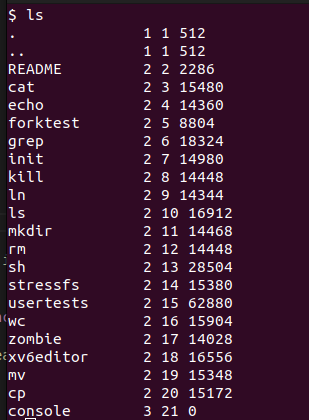 $ ls
. 1 1 512
.. 1 1 512
README 2 2 2286
cat 2 3 15480
echo 2 4 14360
forktest 2 5 8804
grep 2 6 18324
init 2 7 14980
kill 2 8 14448
ln 2 9 14344
ls 2 10 16912
mkdir 2 11 14468
rm 2 12 14448
sh 2 13 28504
stressfs 2 14 15380
usertests 2 15 62880
wc 2 16 15904
zombie 2 17 14028
xv6editor 2 18 16556
mv 2 19 15348
cp 2 20 15172
console 3 21 0